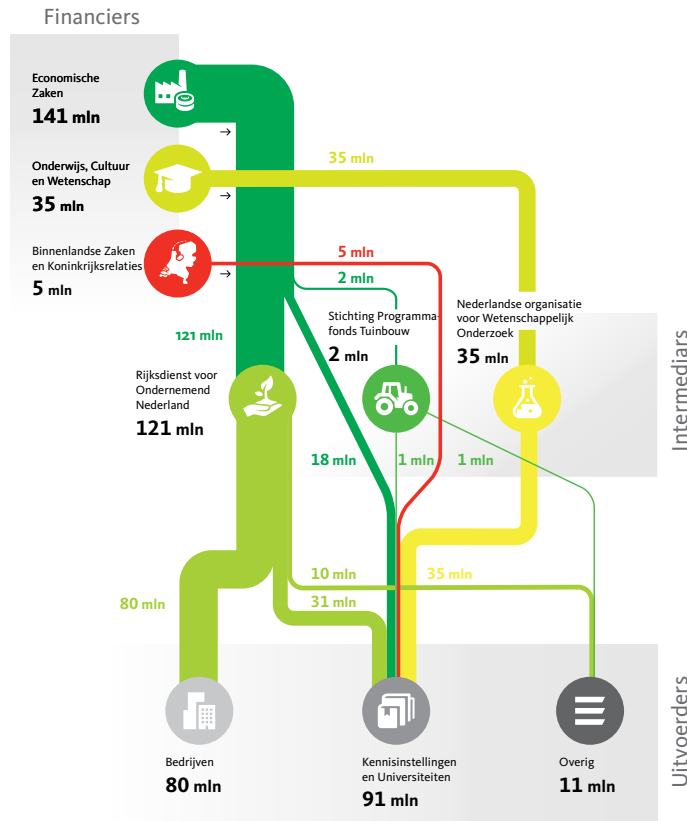 Financiers
Economische
Zaken
141 mln
Onderwijs, Cultuur
en Wetenschap
35 mln
35 mln
Binnenlandse Zaken
en Koninkrijksrelaties
5 mln
5 mln
2 mln
121 mln
Stichting Programma-
fonds Tuinbouw
2 mln
Nederlandse organisatie
voor Wetenschappelijk
Onderzoek
35 mln
Intermediars
Rijksdienst voor
Ondernemend
Nederland
121 mln
18 mln
1 mln
1 mln
10 mln
35 mln
80 mln
31 mln
Uitvoerders
Bedrijven
80 mln
Kennisinstellingen
en Universiteiten
91 mln
Overig
11 mln